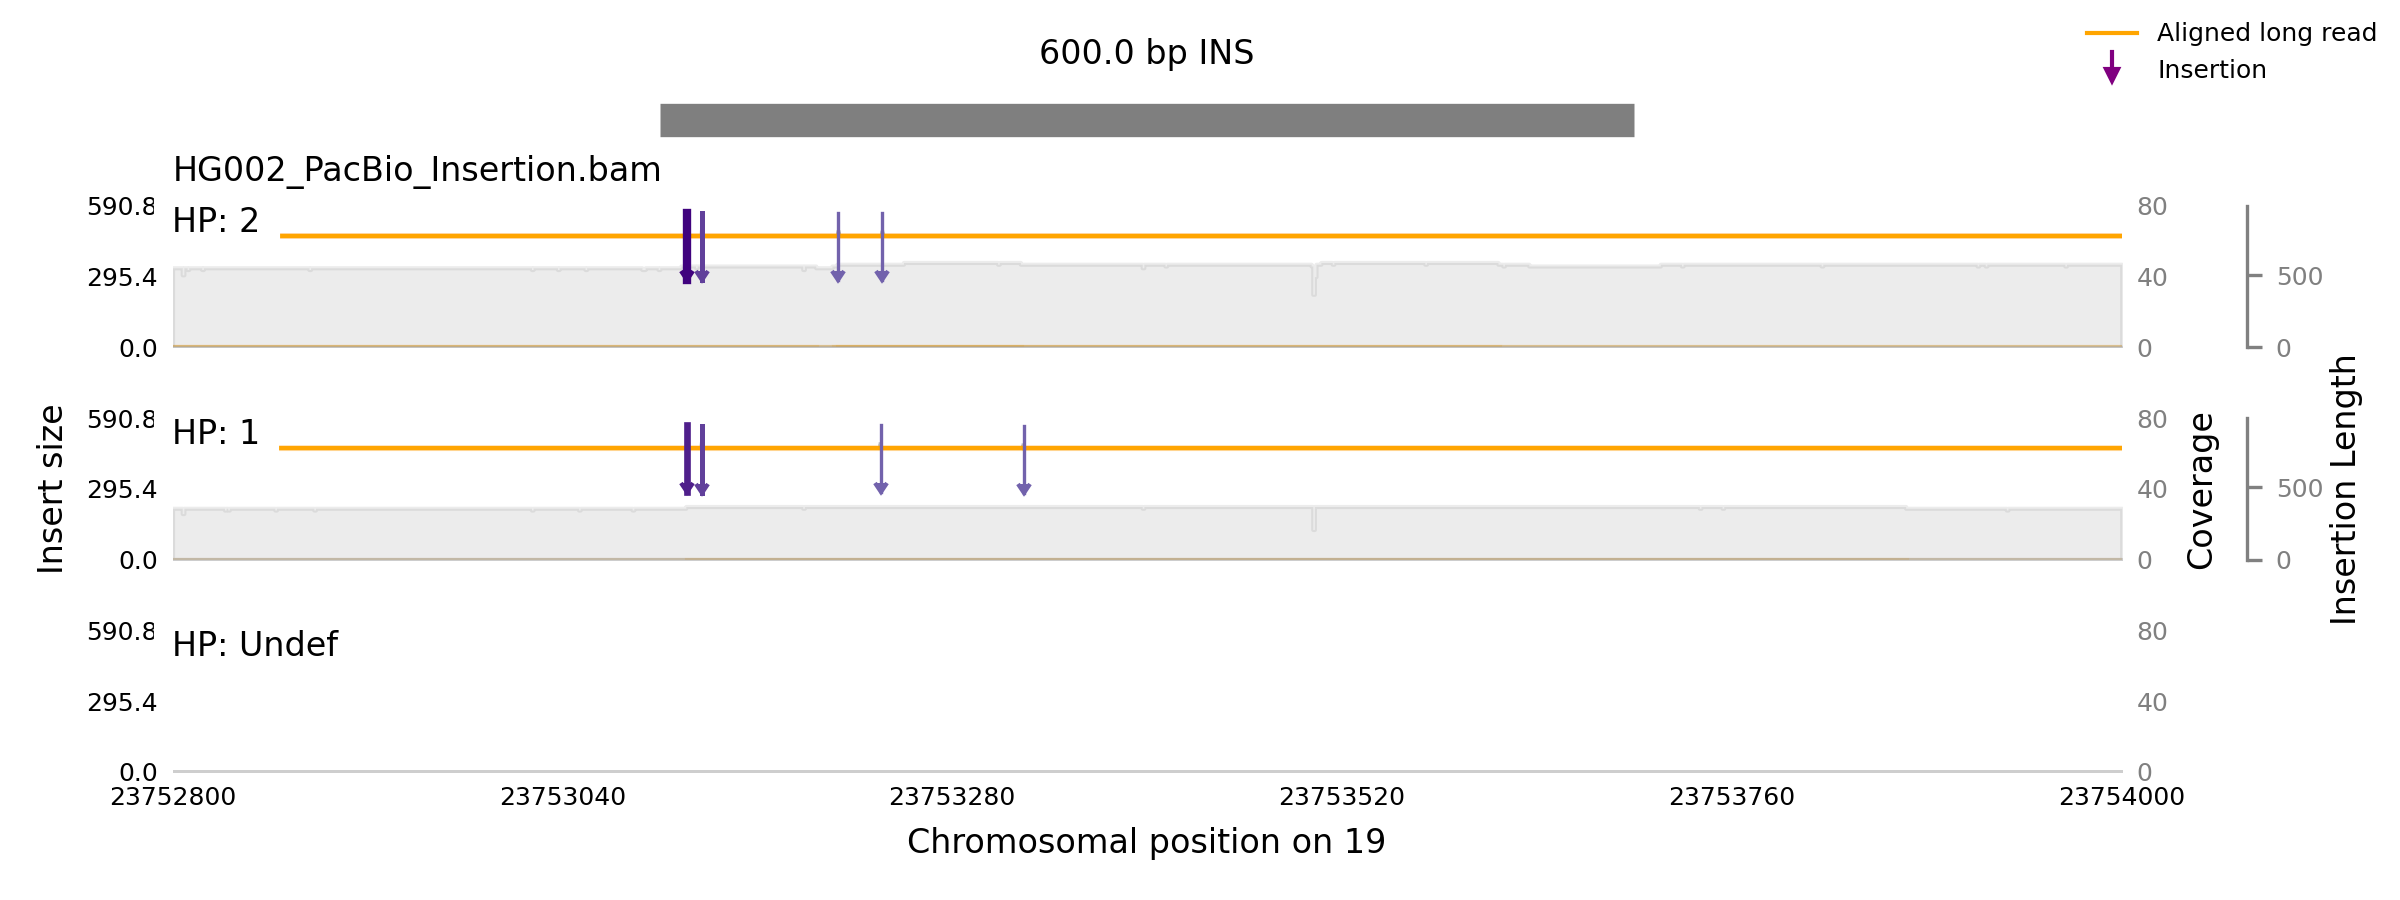 Aligned long read
Insertion
600.0 bp INS
HG002_PacBio_Insertion.bam
590.8
HP: 2
295.4
0.0
80
40
0
500
0
590.8
HP: 1
295.4
0.0
80
40
0
500
0
Insert size
Coverage
Insertion Length
590.8
HP: Undef
295.4
0.0
80
40
0
23752800
23753040
23753280
23753520
23753760
23754000
Chromosomal position on 19